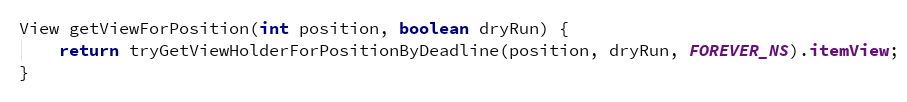 View getViewForPosition(int position, boolean dryRun) {
    return tryGetViewHolderForPositionByDeadline(position, dryRun, FOREVER_NS).itemView;
}